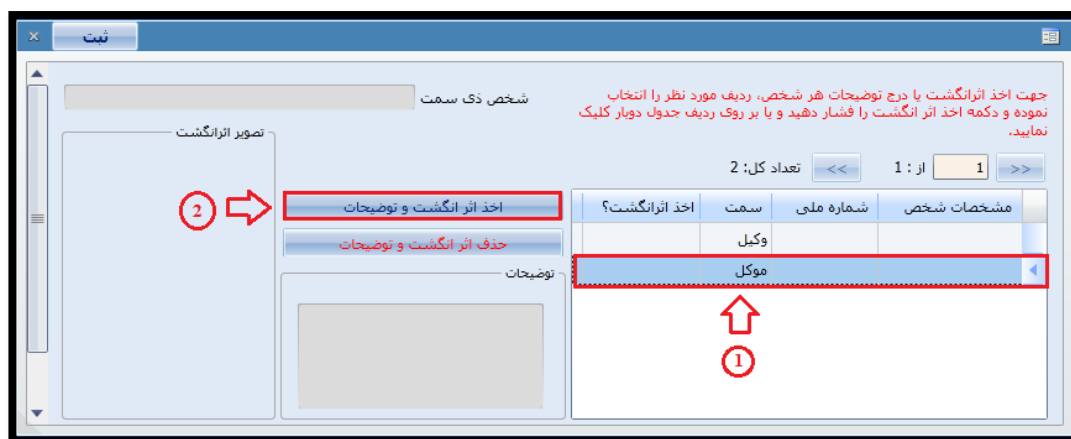 ثبت
جهت اخذ اثرانگشت یا درج توضیحات هر شخص، ردیف مورد نظر را انتخاب
نموده و دکمه اخذ اثر انگشت را فشار دهید و یا بر روی ردیف جدول دوبار کلیک
نمایید.
<< 1 از : 1 >> تعداد کل: 2
مشخصات شخص شماره ملی سمت اخذ اثرانگشت؟
وکیل
موکل
1
شخص ذی سمت
اخذ اثر انگشت و توضیحات
2
حذف اثر انگشت و توضیحات
توضیحات
تصویر اثرانگشت